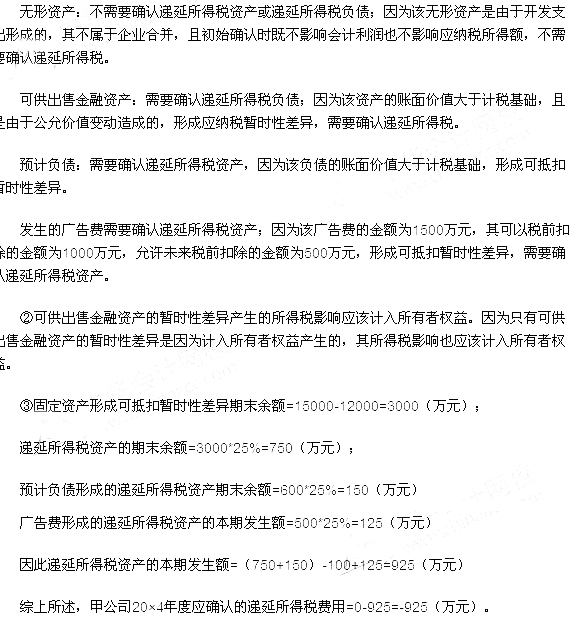 无形资产：不需要确认递延所得税资产或递延所得税负债；因为该无形资产是由于开发支
出形成的，其不属于企业合并，且初始确认时既不影响会计利润也不影响应纳税所得额，不需
要确认递延所得税。
可供出售金融资产：需要确认递延所得税负债；因为该资产的账面价值大于计税基础，且
是由于公允价值变动造成的，形成应纳税暂时性差异，需要确认递延所得税。
预计负债：需要确认递延所得税资产，因为该负债的账面价值大于计税基础，形成可抵扣
暂时性差异。
发生的广告费需要确认递延所得税资产；因为该广告费的金额为1500万元，其可以税前扣
除的金额为1000万元，允许未来税前扣除的金额为500万元，形成可抵扣暂时性差异，需要确
认递延所得税资产。
②可供出售金融资产的暂时性差异产生的所得税影响应该计入所有者权益。因为只有可供
出售金融资产的暂时性差异是因为计入所有者权益产生的，其所得税影响也应该计入所有者权
益。
③固定资产形成可抵扣暂时性差异期末余额=15000-12000=3000（万元）；
递延所得税资产的期末余额=3000*25%=750（万元）；
预计负债形成的递延所得税资产期末余额=600*25%=150（万元）
广告费形成的递延所得税资产的本期发生额=500*25%=125（万元）
因此递延所得税资产的本期发生额=（750+150）-100+125=925（万元）
综上所述，甲公司20×4年度应确认的递延所得税费用=0-925=-925（万元）。